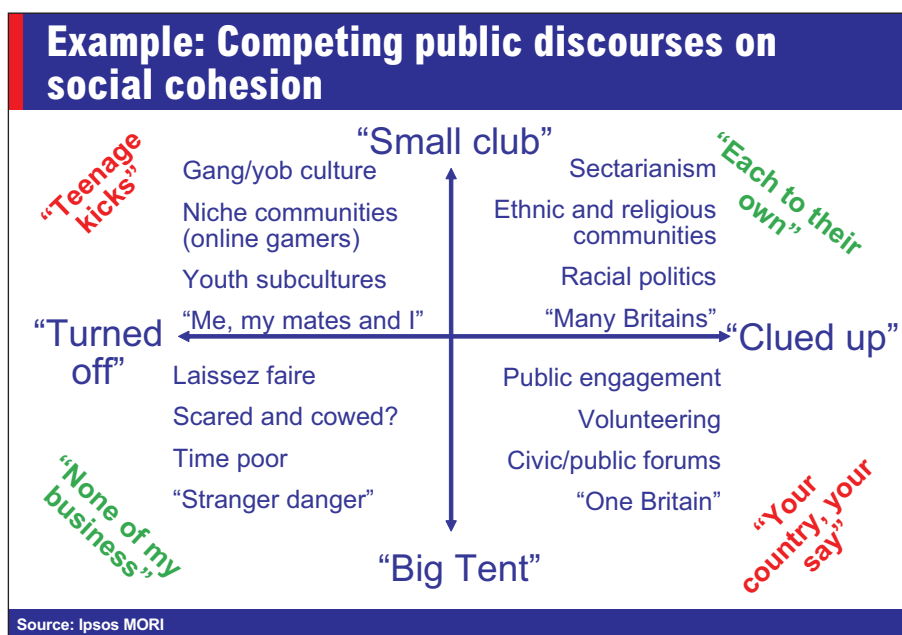 Example: Competing public discourses on
social cohesion
“Small club”
“Teenage
kicks”
Gang/yob culture
Niche communities
(online gamers)
Youth subcultures
“Me, my mates and I”
Sectarianism
Ethnic and religious
communities
Racial politics
“Many Britains”
“Each to their
own”
“Turned
off”
“Clued up”
Laissez faire
Scared and cowed?
Time poor
“Stranger danger”
“None of my
business”
Public engagement
Volunteering
Civic/public forums
“One Britain”
“Your
country, your
say”
“Big Tent”
Source: Ipsos MORI